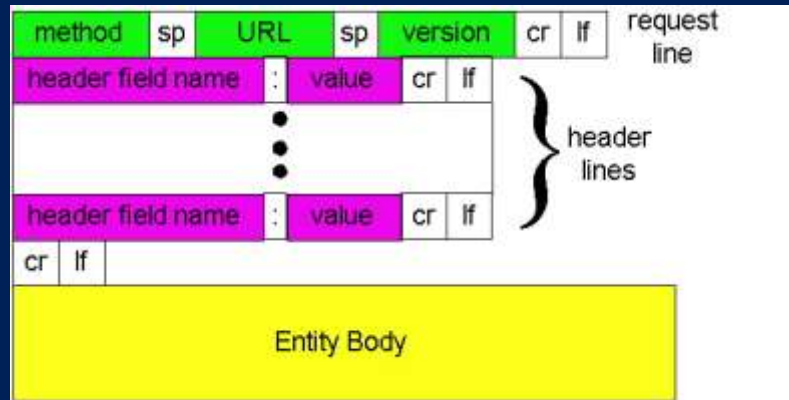 method sp URL sp version cr lf request line
header field name : value cr lf
header lines
header field name : value cr lf
cr lf
Entity Body